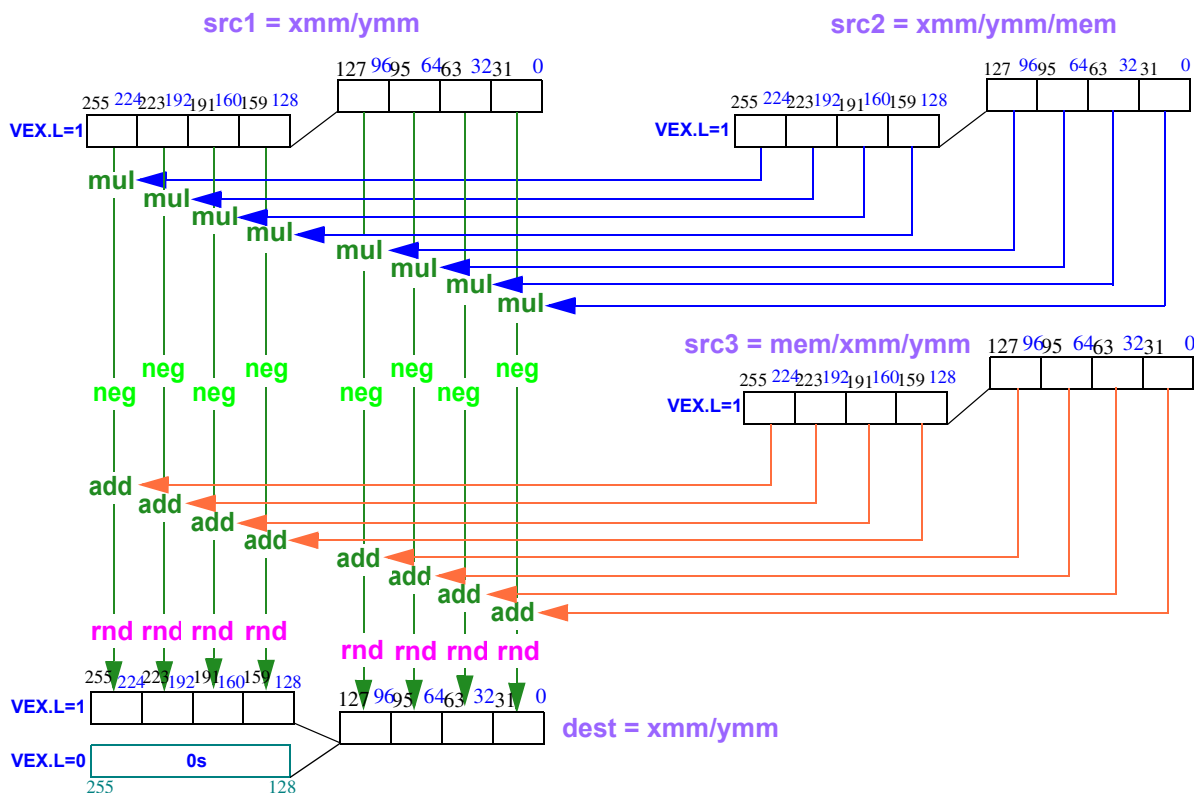 src1 = xmm/ymm
src2 = xmm/ymm/mem
127 96 95 64 63 32 31 0
127 96 95 64 63 32 31 0
255 224 223 192 191 160 159 128
255 224 223 192 191 160 159 128
VEX.L=1
VEX.L=1
mul
mul
mul
mul
mul
mul
mul
mul
src3 = mem/xmm/ymm
127 96 95 64 63 32 31 0
neg neg neg neg
neg neg neg neg
255 224 223 192 191 160 159 128
VEX.L=1
add
add
add
add
add
add
add
add
rnd rnd rnd rnd
rnd rnd rnd rnd
255 224 223 192 191 160 159 128
127 96 95 64 63 32 31 0
VEX.L=1
dest = xmm/ymm
VEX.L=0
0s
255 128